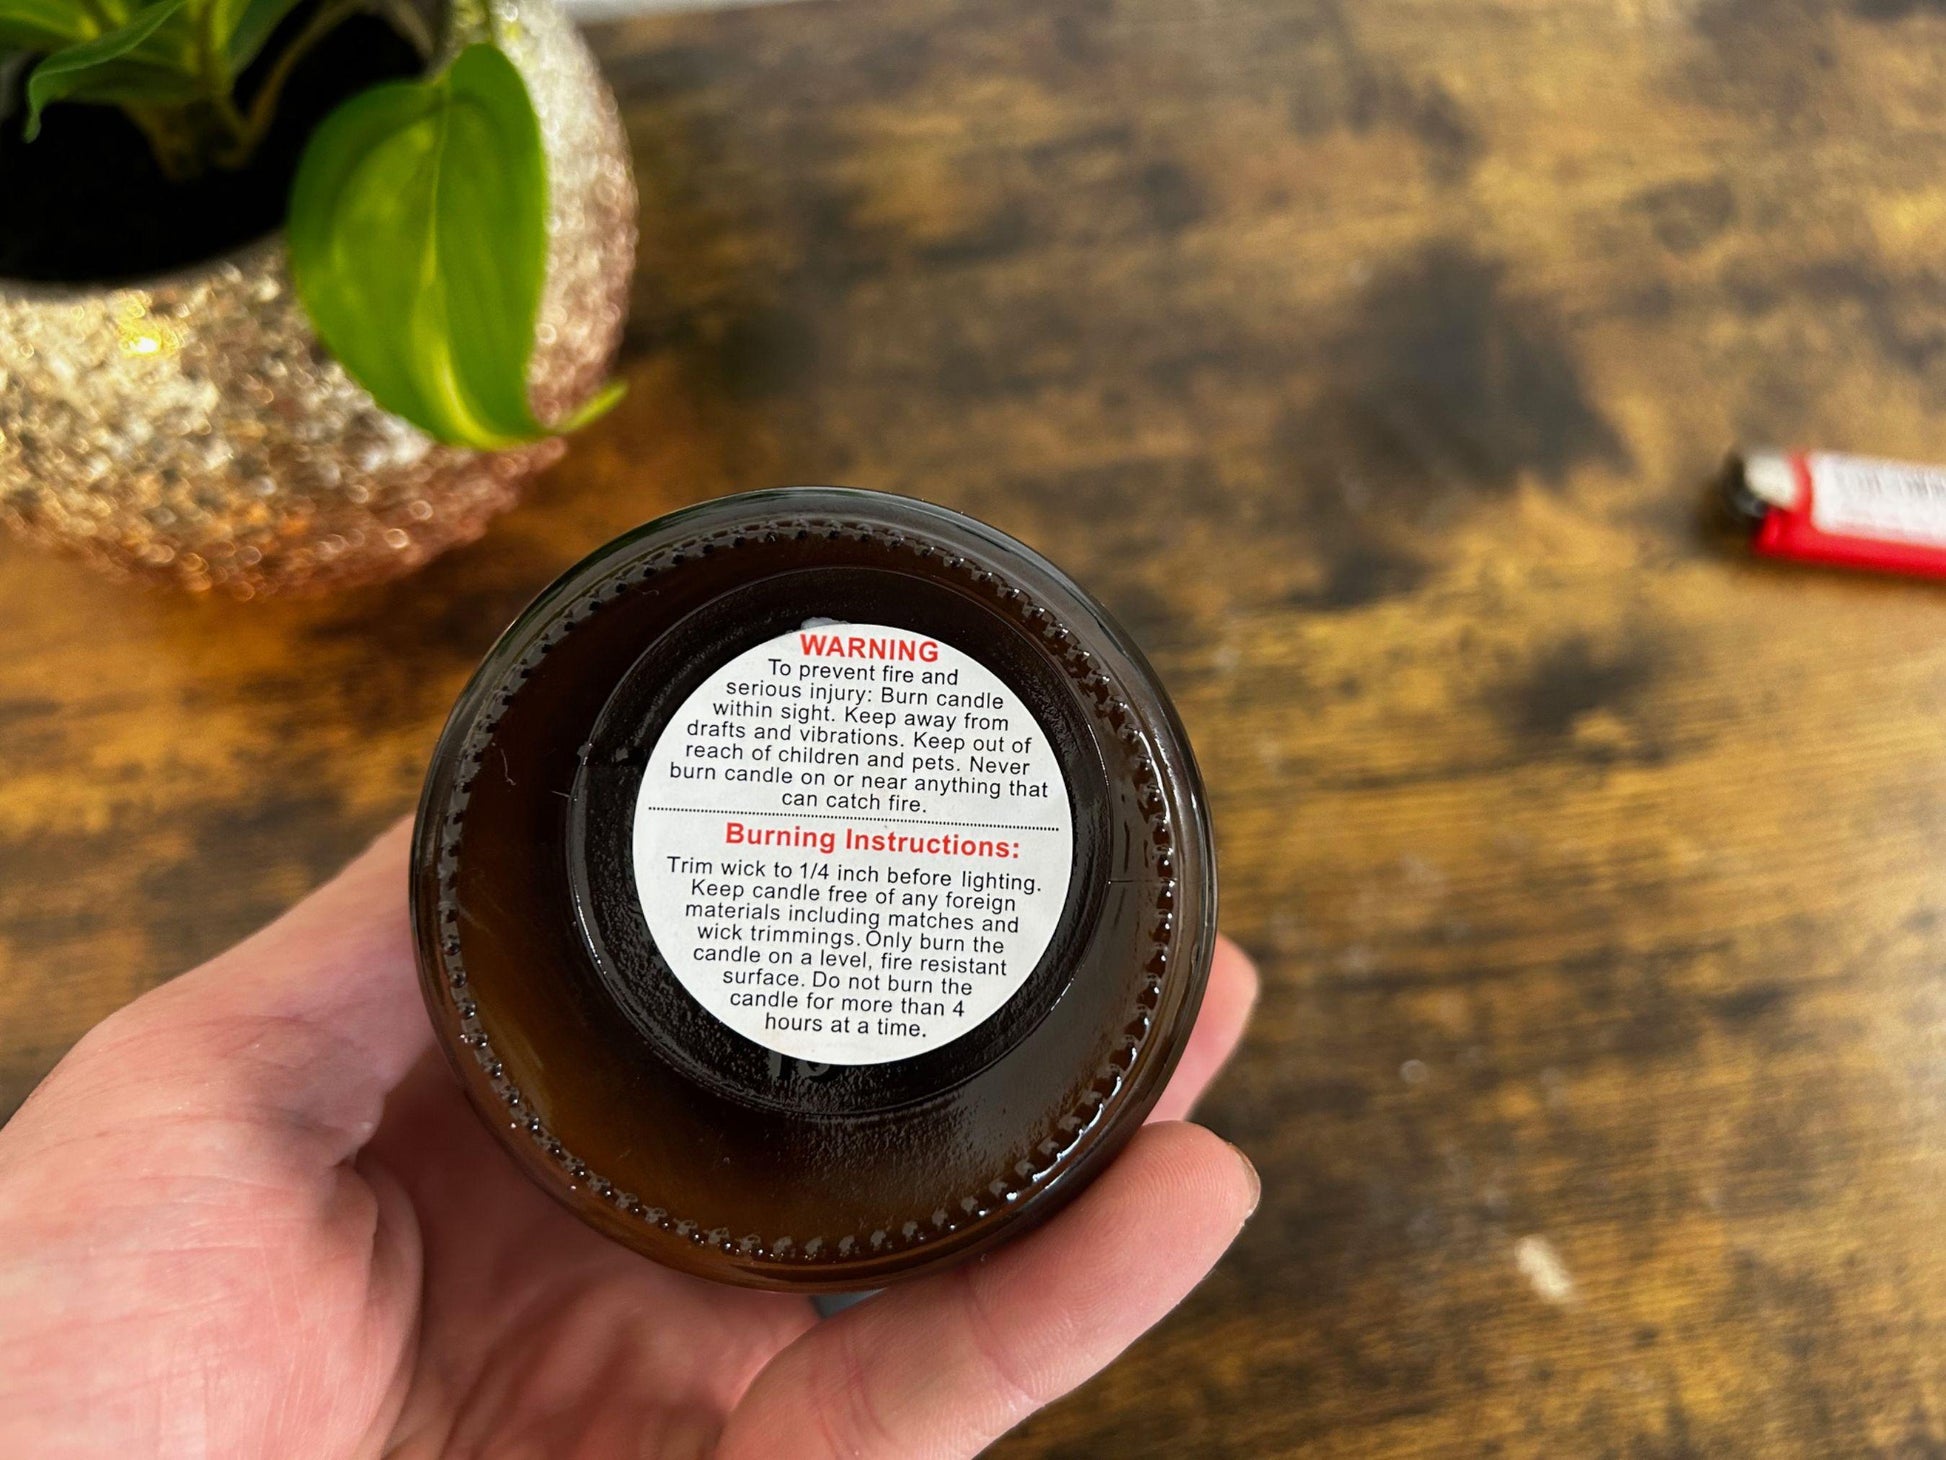 WARNING
To prevent fire and
serious injury: Burn candle
within sight. Keep away from
drafts and vibrations. Keep out of
reach of children and pets. Never
burn candle on or near anything that
can catch fire.
Burning Instructions:
Trim wick to 1/4 inch before lighting.
Keep candle free of any foreign
materials including matches and
wick trimmings. Only burn the
candle on a level, fire resistant
surface. Do not burn the
candle for more than 4
hours at a time.